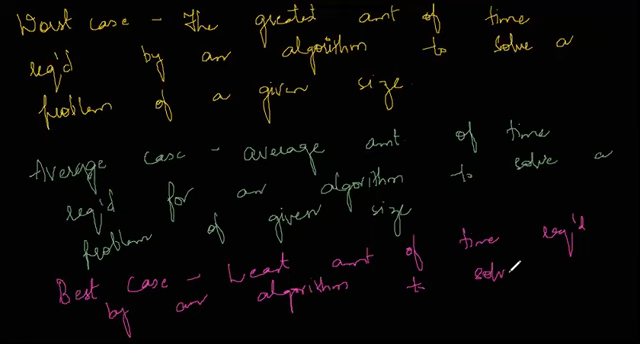 Worst case - The greatest amt of time
req'd by an algorithm to solve a
problem of a given size.
Average case - average amt of time
req'd for an algorithm to solve a
problem of given size
Best case - Least amt of time req'd
by an algorithm to solv